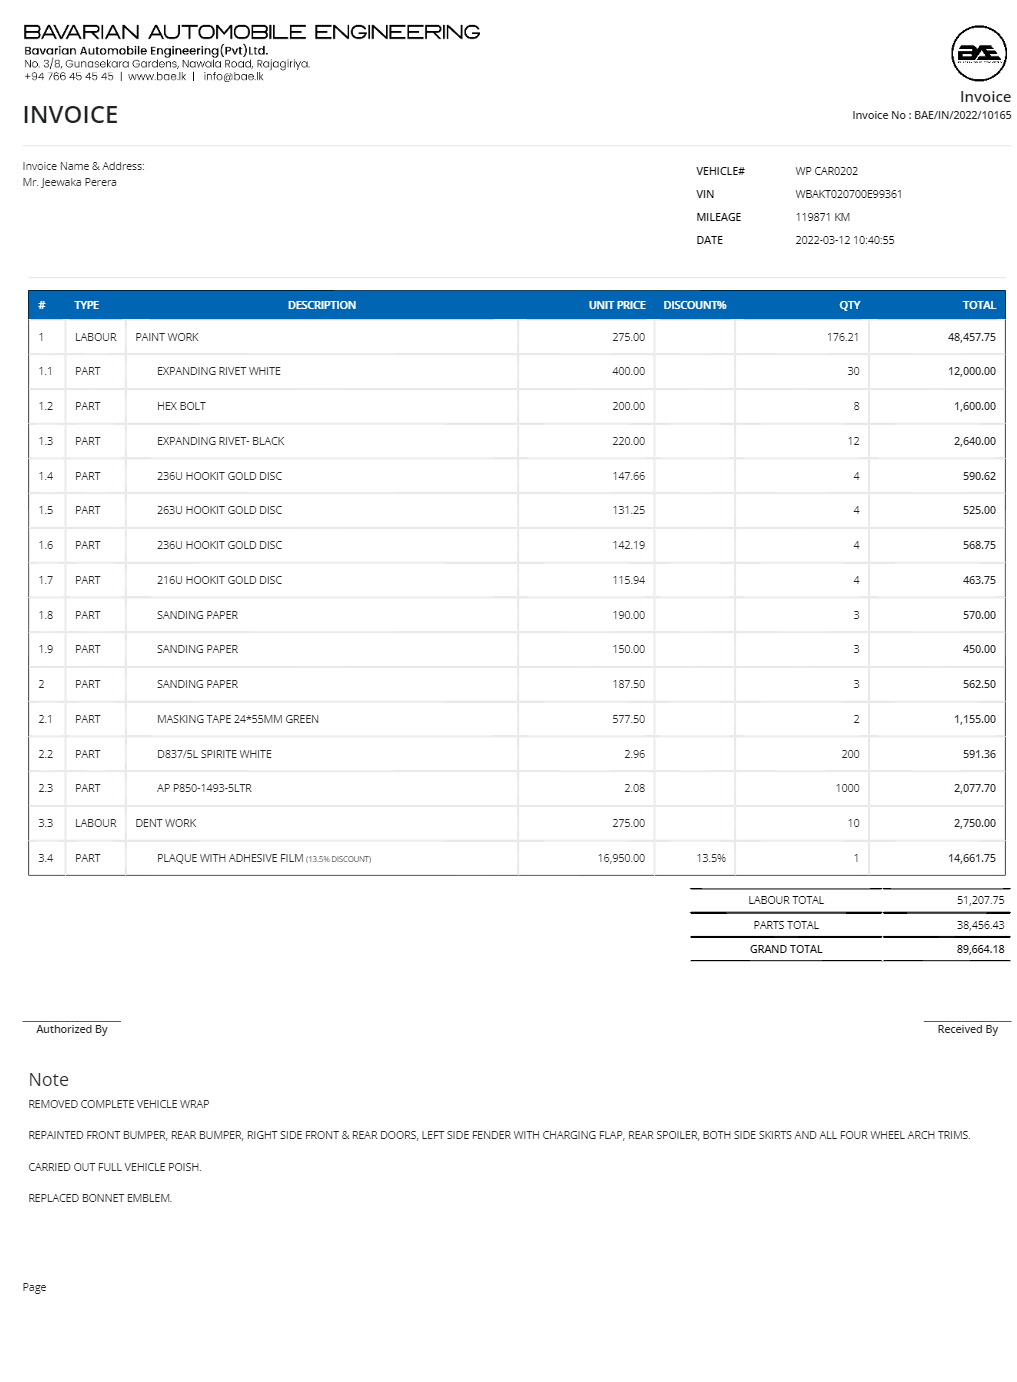 BAVARIAN AUTOMOBILE ENGINEERING
Bavarian Automobile Engineering(Pvt)Ltd.
No. 3/8, Gunasekara Gardens, Nawala Road, Rajagiriya.
+94 766 45 45 45 | www.bae.lk | info@bae.lk
BAE
Invoice
INVOICE
Invoice No : BAE/IN/2022/10165
Invoice Name & Address:
Mr. Jeewaka Perera
VEHICLE# WP CAR0202
VIN WBAKT020700E99361
MILEAGE 119871 KM
DATE 2022-03-12 10:40:55
# TYPE DESCRIPTION UNIT PRICE DISCOUNT% QTY TOTAL
1 LABOUR PAINT WORK 275.00 176.21 48,457.75
1.1 PART EXPANDING RIVET WHITE 400.00 30 12,000.00
1.2 PART HEX BOLT 200.00 8 1,600.00
1.3 PART EXPANDING RIVET- BLACK 220.00 12 2,640.00
1.4 PART 236U HOOKIT GOLD DISC 147.66 4 590.62
1.5 PART 263U HOOKIT GOLD DISC 131.25 4 525.00
1.6 PART 236U HOOKIT GOLD DISC 142.19 4 568.75
1.7 PART 216U HOOKIT GOLD DISC 115.94 4 463.75
1.8 PART SANDING PAPER 190.00 3 570.00
1.9 PART SANDING PAPER 150.00 3 450.00
2 PART SANDING PAPER 187.50 3 562.50
2.1 PART MASKING TAPE 24*55MM GREEN 577.50 2 1,155.00
2.2 PART D837/5L SPIRITE WHITE 2.96 200 591.36
2.3 PART AP P850-1493-5LTR 2.08 1000 2,077.70
3.3 LABOUR DENT WORK 275.00 10 2,750.00
3.4 PART PLAQUE WITH ADHESIVE FILM (13.5% DISCOUNT) 16,950.00 13.5% 1 14,661.75
LABOUR TOTAL 51,207.75
PARTS TOTAL 38,456.43
GRAND TOTAL 89,664.18
Authorized By
Received By
Note
REMOVED COMPLETE VEHICLE WRAP
REPAINTED FRONT BUMPER, REAR BUMPER, RIGHT SIDE FRONT & REAR DOORS, LEFT SIDE FENDER WITH CHARGING FLAP, REAR SPOILER, BOTH SIDE SKIRTS AND ALL FOUR WHEEL ARCH TRIMS.
CARRIED OUT FULL VEHICLE POISH.
REPLACED BONNET EMBLEM.
Page